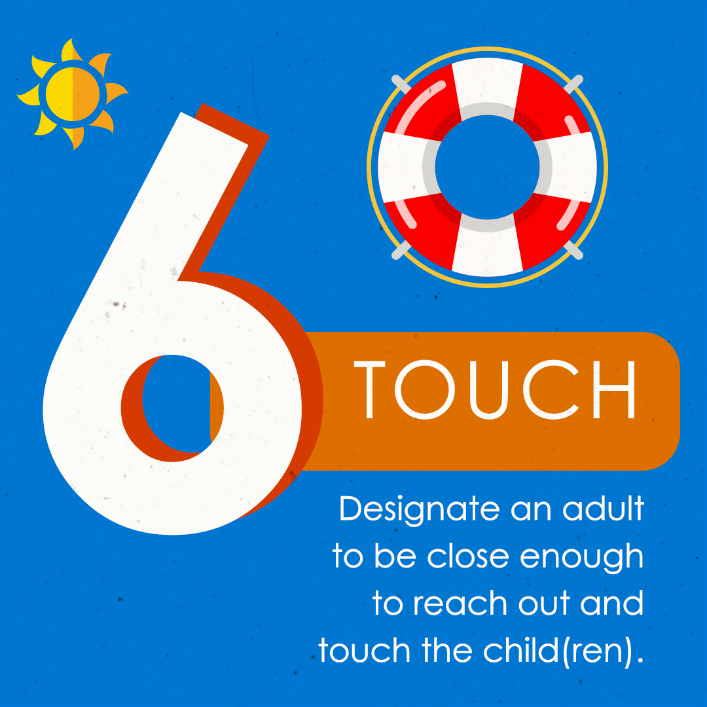 6
TOUCH
Designate an adult
to be close enough
to reach out and
touch the child(ren).